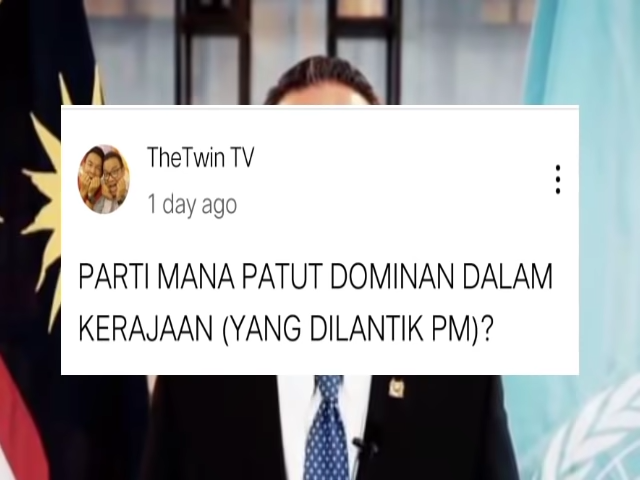 TheTwin TV
1 day ago
PARTI MANA PATUT DOMINAN DALAM
KERAJAAN (YANG DILANTIK PM)?